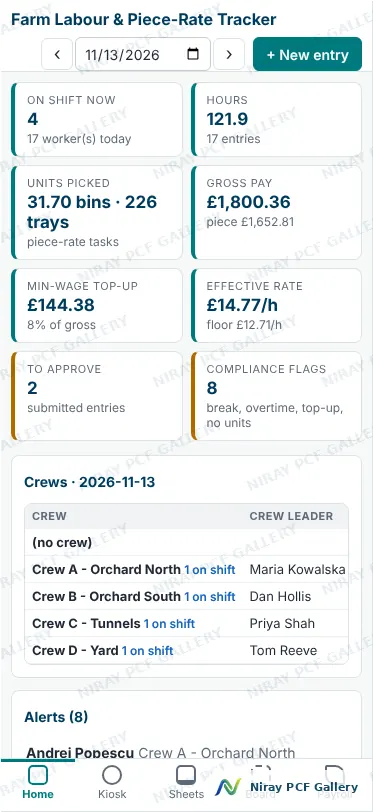 Farm Labour & Piece-Rate Tracker
11/13/2026
+ New entry
ON SHIFT NOW
4
17 worker(s) today
HOURS
121.9
17 entries
UNITS PICKED
31.70 bins · 226
trays
piece-rate tasks
GROSS PAY
£1,800.36
piece £1,652.81
MIN-WAGE TOP-UP
£144.38
8% of gross
EFFECTIVE RATE
£14.77/h
floor £12.71/h
TO APPROVE
2
submitted entries
COMPLIANCE FLAGS
8
break, overtime, top-up,
no units
Crews · 2026-11-13
CREW CREW LEADER
(no crew)
Crew A - Orchard North 1 on shift Maria Kowalska
Crew B - Orchard South 1 on shift Dan Hollis
Crew C - Tunnels 1 on shift Priya Shah
Crew D - Yard 1 on shift Tom Reeve
Alerts (8)
Andrei Popescu Crew A - Orchard North
Home Kiosk Sheets
Niray PCF Gallery
NIRAY PCF GALLERY